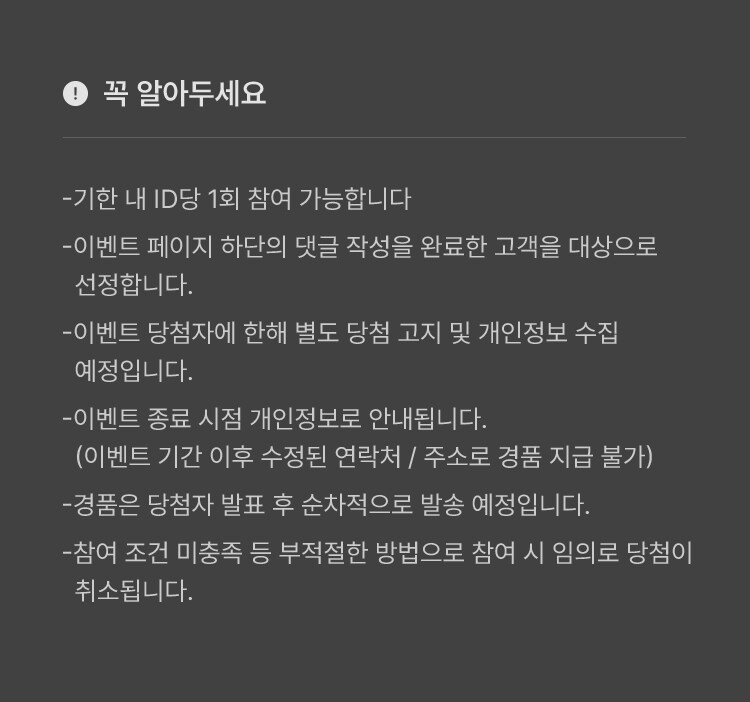 꼭 알아두세요
-기한 내 ID당 1회 참여 가능합니다
-이벤트 페이지 하단의 댓글 작성을 완료한 고객을 대상으로
선정합니다.
-이벤트 당첨자에 한해 별도 당첨 고지 및 개인정보 수집
예정입니다.
-이벤트 종료 시점 개인정보로 안내됩니다.
(이벤트 기간 이후 수정된 연락처 / 주소로 경품 지급 불가)
-경품은 당첨자 발표 후 순차적으로 발송 예정입니다.
-참여 조건 미충족 등 부적절한 방법으로 참여 시 임의로 당첨이
취소됩니다.